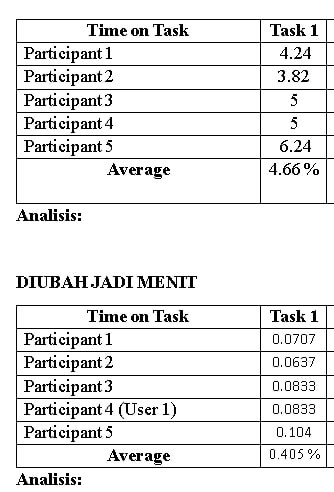 Time on Task Task 1
Participant 1 4.24
Participant 2 3.82
Participant 3 5
Participant 4 5
Participant 5 6.24
Average 4.66%
Analisis:
DIUBAH JADI MENIT
Time on Task Task 1
Participant 1 0.0707
Participant 2 0.0637
Participant 3 0.0833
Participant 4 (User 1) 0.0833
Participant 5 0.104
Average 0.405 %
Analisis: